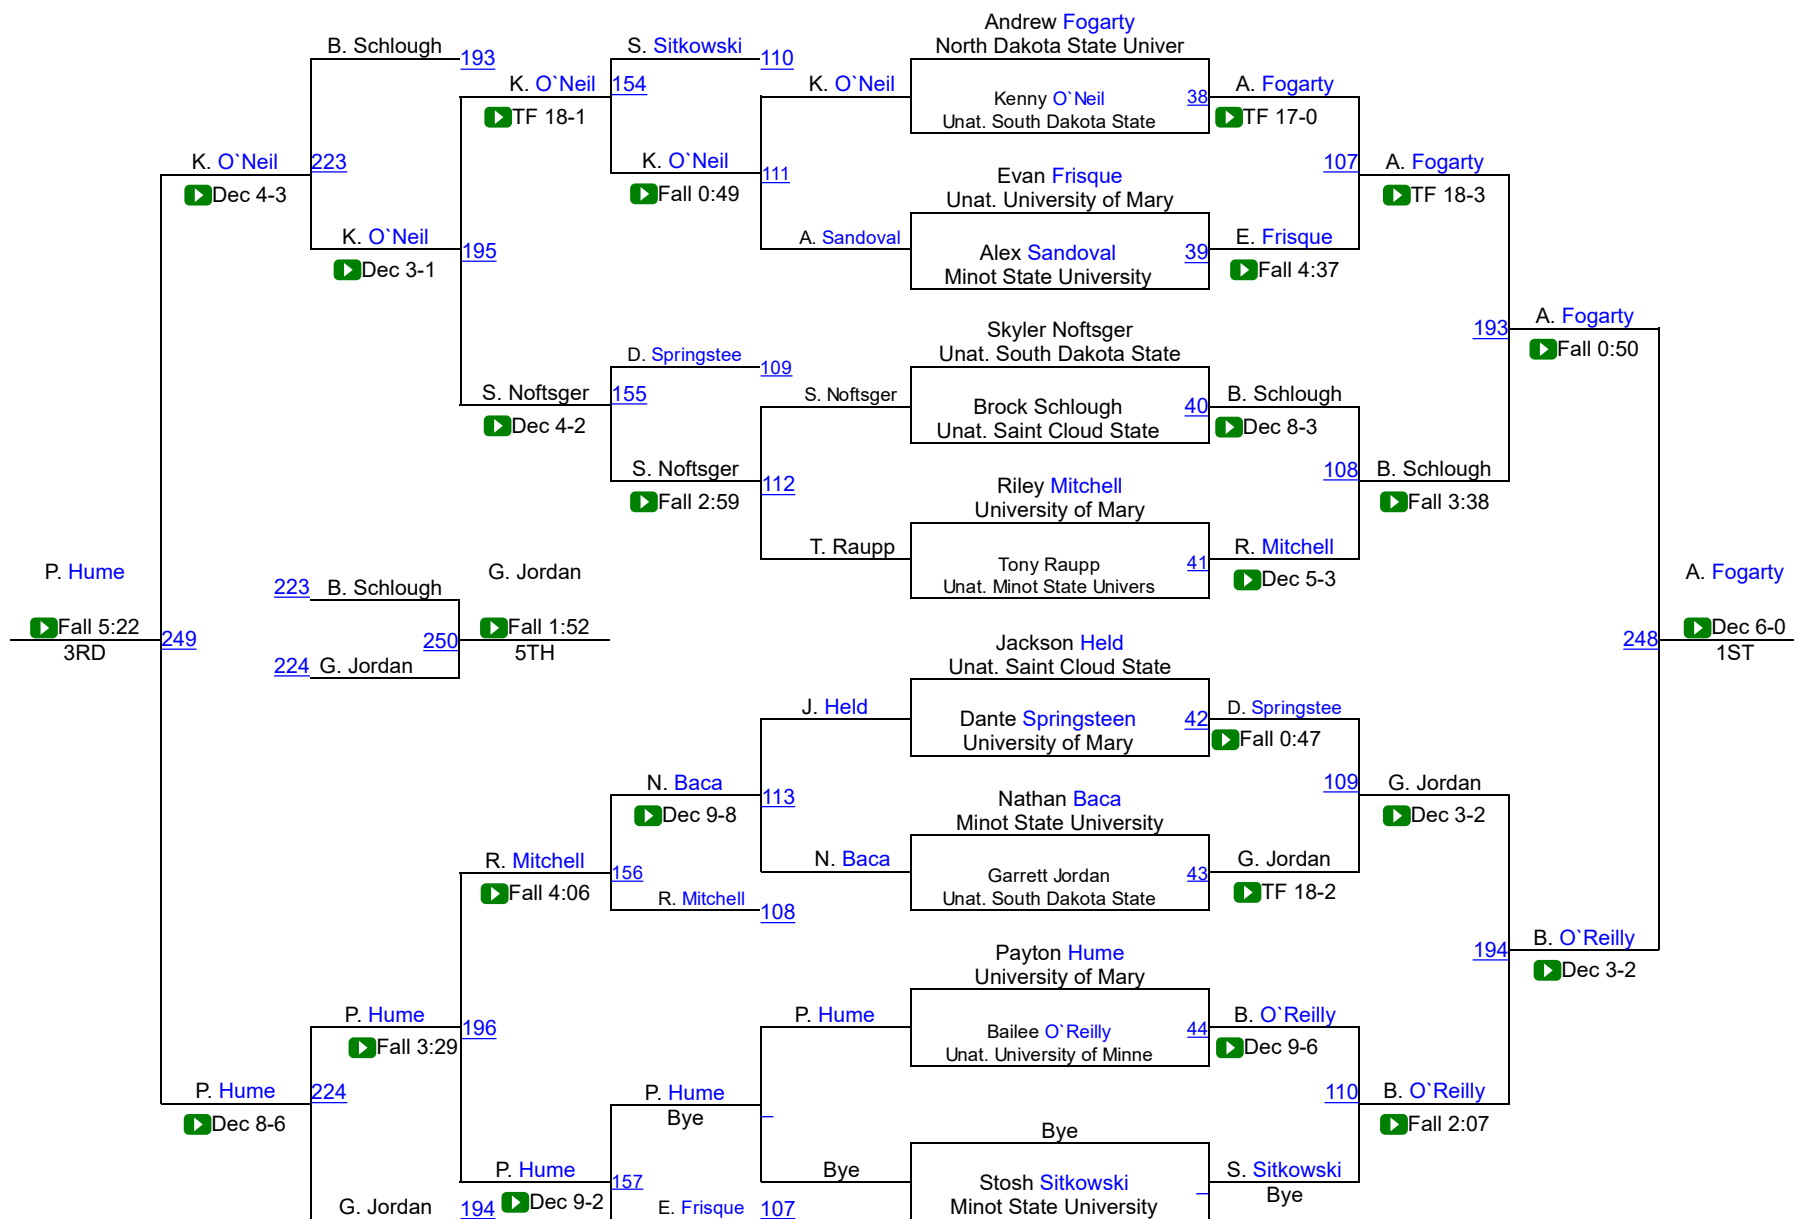 Andrew Fogarty
B. Schlough
193
S. Sitkowski
110
North Dakota State Univer
K. O`Neil
154
K. O`Neil
Kenny O`Neil
38
A. Fogarty
TF 18-1
Unat. South Dakota State
TF 17-0
K. O`Neil
223
K. O`Neil
111
Evan Frisque
107
A. Fogarty
Dec 4-3
Fall 0:49
Unat. University of Mary
TF 18-3
K. O`Neil
195
A. Sandoval
Alex Sandoval
39
E. Frisque
Dec 3-1
Minot State University
Fall 4:37
Skyler Noftsger
193
A. Fogarty
D. Springstee
109
Unat. South Dakota State
Fall 0:50
S. Noftsger
155
S. Noftsger
Brock Schlough
40
B. Schlough
Dec 4-2
Unat. Saint Cloud State
Dec 8-3
S. Noftsger
112
Riley Mitchell
108
B. Schlough
Fall 2:59
University of Mary
Fall 3:38
T. Raupp
Tony Raupp
41
R. Mitchell
P. Hume
223
B. Schlough
G. Jordan
Unat. Minot State Univers
Dec 5-3
A. Fogarty
Fall 5:22
249
250
Fall 1:52
Jackson Held
248
Dec 6-0
3RD
224
G. Jordan
5TH
Unat. Saint Cloud State
1ST
J. Held
Dante Springsteen
42
D. Springstee
University of Mary
Fall 0:47
N. Baca
113
Nathan Baca
109
G. Jordan
Dec 9-8
Minot State University
Dec 3-2
R. Mitchell
156
N. Baca
Garrett Jordan
43
G. Jordan
Fall 4:06
R. Mitchell
108
Unat. South Dakota State
TF 18-2
Payton Hume
194
B. O`Reilly
University of Mary
Dec 3-2
P. Hume
196
P. Hume
Bailee O`Reilly
44
B. O`Reilly
Fall 3:29
Unat. University of Minne
Dec 9-6
P. Hume
224
P. Hume
110
B. O`Reilly
Dec 8-6
Bye
Bye
Fall 2:07
P. Hume
157
Bye
Stosh Sitkowski
S. Sitkowski
G. Jordan
194
Dec 9-2
E. Frisque
107
Minot State University
Bye